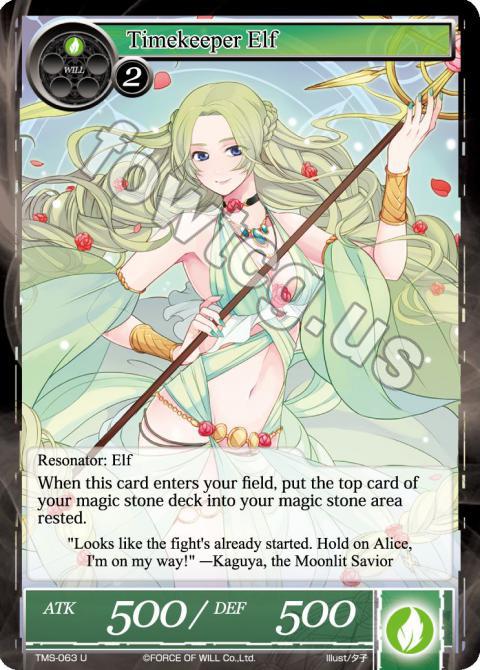 Timekeeper Elf
WILL
2
fowtcg.us
Resonator: Elf
When this card enters your field, put the top card of
your magic stone deck into your magic stone area
rested.
"Looks like the fight's already started. Hold on Alice,
I'm on my way!" —Kaguya, the Moonlit Savior
ATK 500 / DEF 500
TMS-063 U ©FORCE OF WILL Co.,Ltd. Illust/夕子